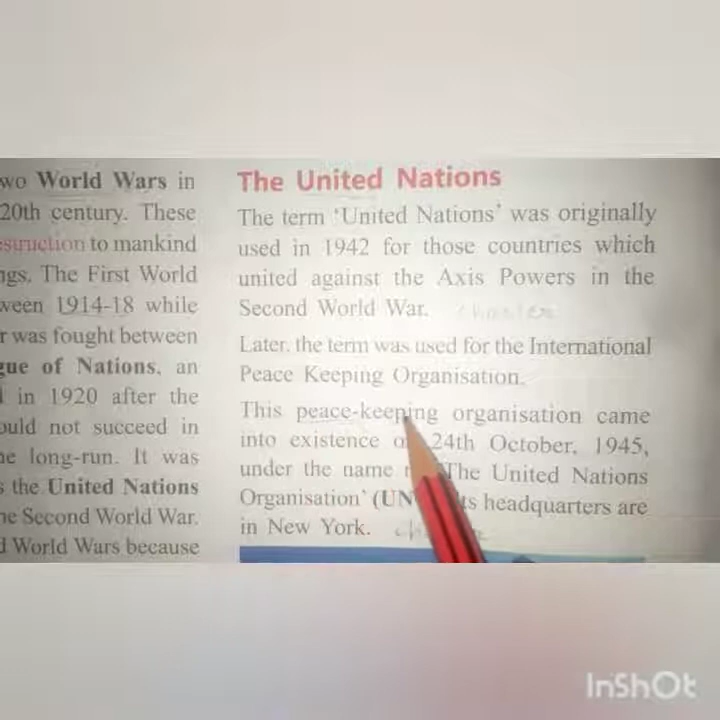 wo World Wars in
20th century. These
struction to mankind
ngs. The First World
ween 1914-18 while
r was fought between
gue of Nations, an
in 1920 after the
ould not succeed in
he long-run. It was
s the United Nations
he Second World War.
d World Wars because
The United Nations
The term 'United Nations' was originally
used in 1942 for those countries which
united against the Axis Powers in the
Second World War.
Later, the term was used for the International
Peace Keeping Organisation.
This peace-keeping organisation came
into existence 24th October, 1945,
under the name The United Nations
Organisation' (UN ts headquarters are
in New York.
InShOt